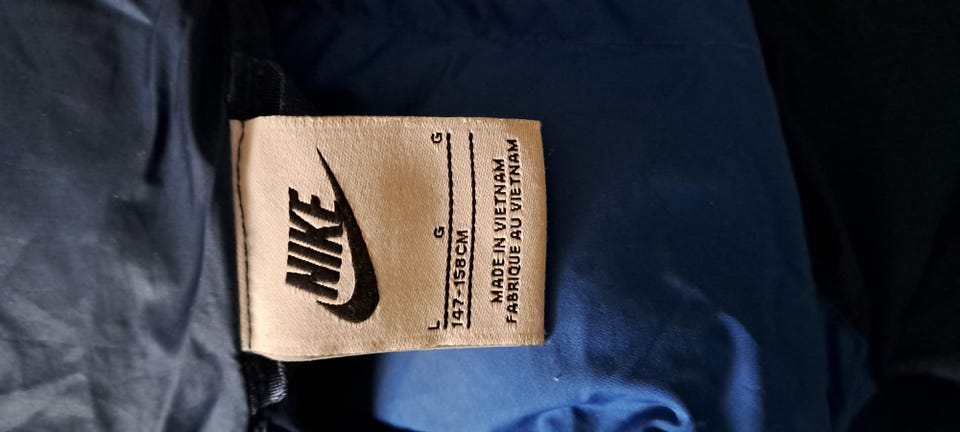 NIKE
L G G
147-158CM
MADE IN VIETNAM
FABRIQUE AU VIETNAM